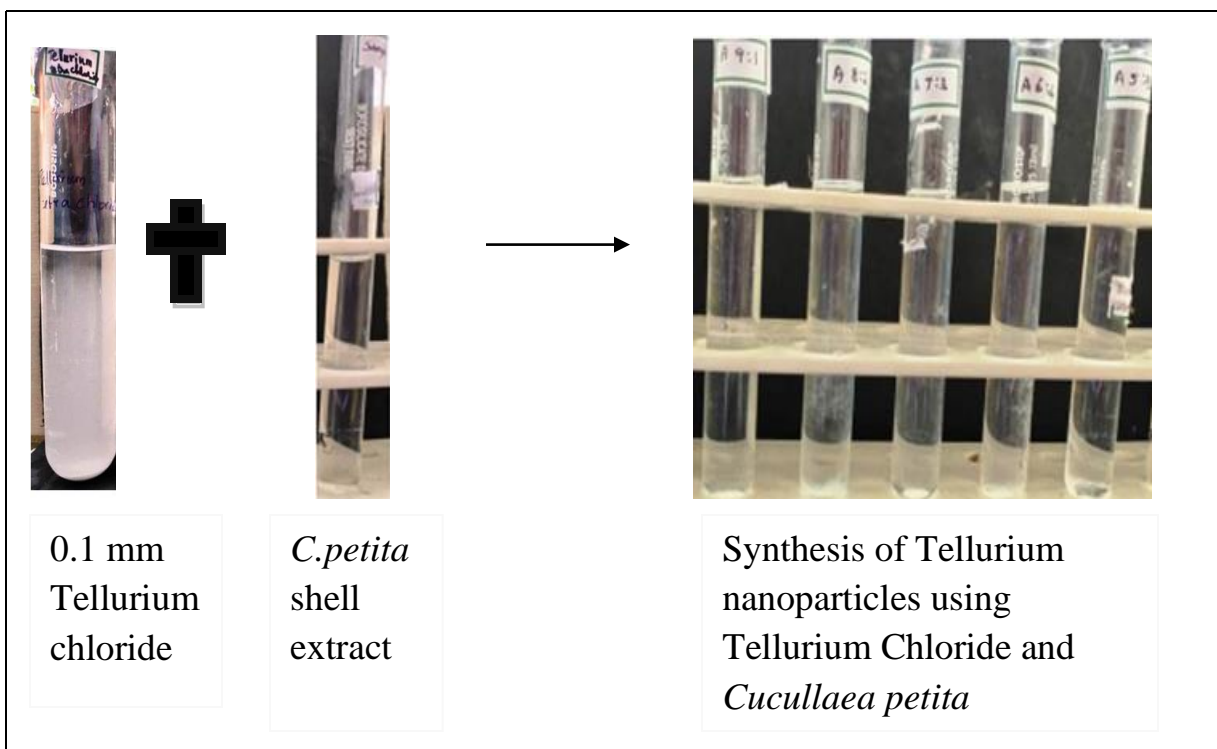 Tellurium
A 9:1
A 8:2
A 7:3
A 6:4
0.1 mm
Tellurium
chloride
C.petita
shell
extract
Synthesis of Tellurium
nanoparticles using
Tellurium Chloride and
Cucullaea petita